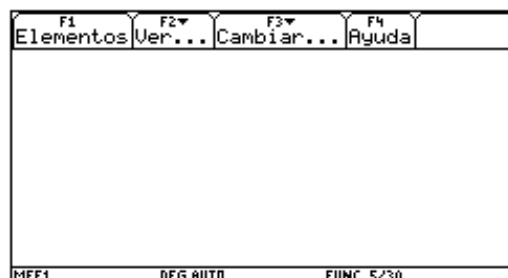 F1 F2▾ F3▾ F4
Elementos Ver... Cambiar... Ayuda
MEF1 DEG AUTO FUNC 5/30